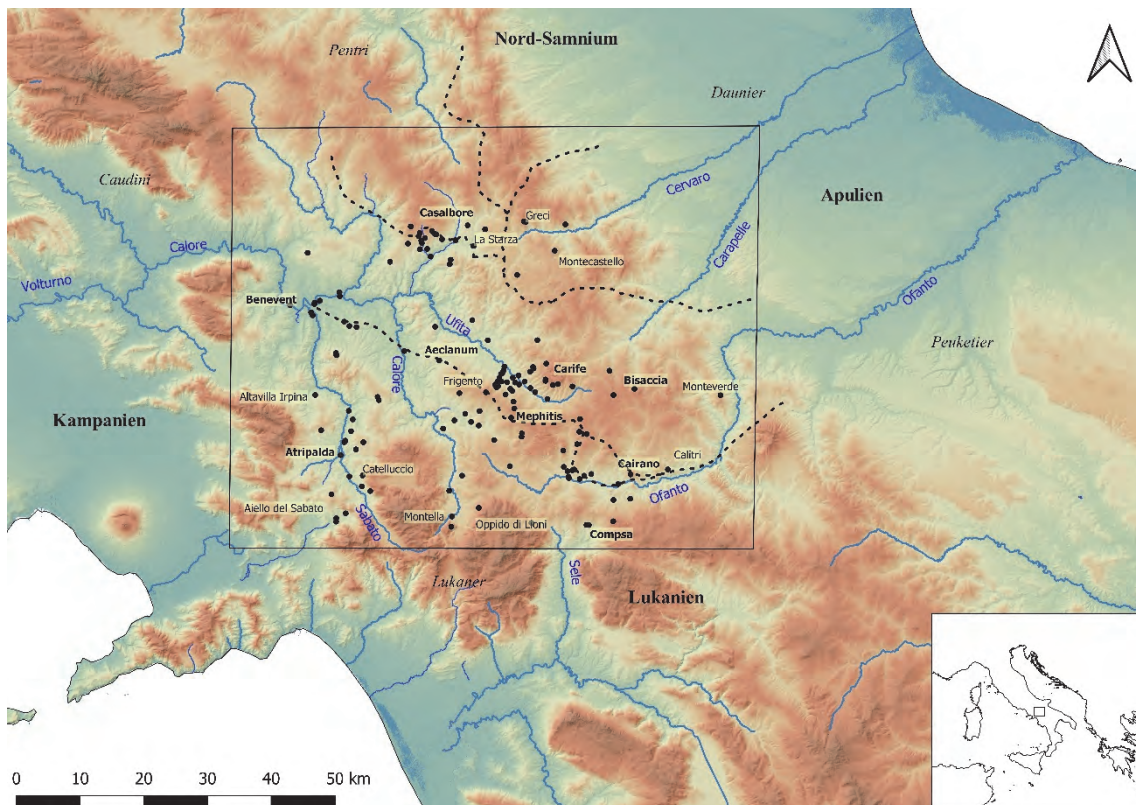 Nord-Samnium
Pentri
Daunier
Caudini
Cervaro
Apulien
Casalbore
Greci
La Starza
Carapelle
Calore
Montecastello
Volturno
Ofanto
Benevent
Ufita
Peuketier
Aeclanum
Calore
Carife
Frigento
Bisaccia
Monteverde
Altavilla Irpina
Mephitis
Kampanien
Atripalda
Calitri
Cairano
Catelluccio
Ofanto
Aiello del Sabato
Sabato
Montella
Oppido di Lioni
Compsa
Sele
Lukaner
Lukanien
0 10 20 30 40 50 km